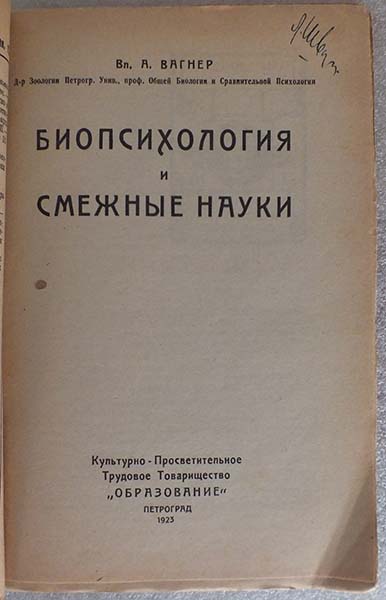 Вл. А. ВАГНЕР
Д-р Зоологии Петрогр. Унив., проф. Общей Биологии и Сравнительной Психологии
БИОПСИХОЛОГИЯ
И
СМЕЖНЫЕ НАУКИ
Культурно-Просветительное
Трудовое Товарищество
„ОБРАЗОВАНИЕ“
ПЕТРОГРАД
1923